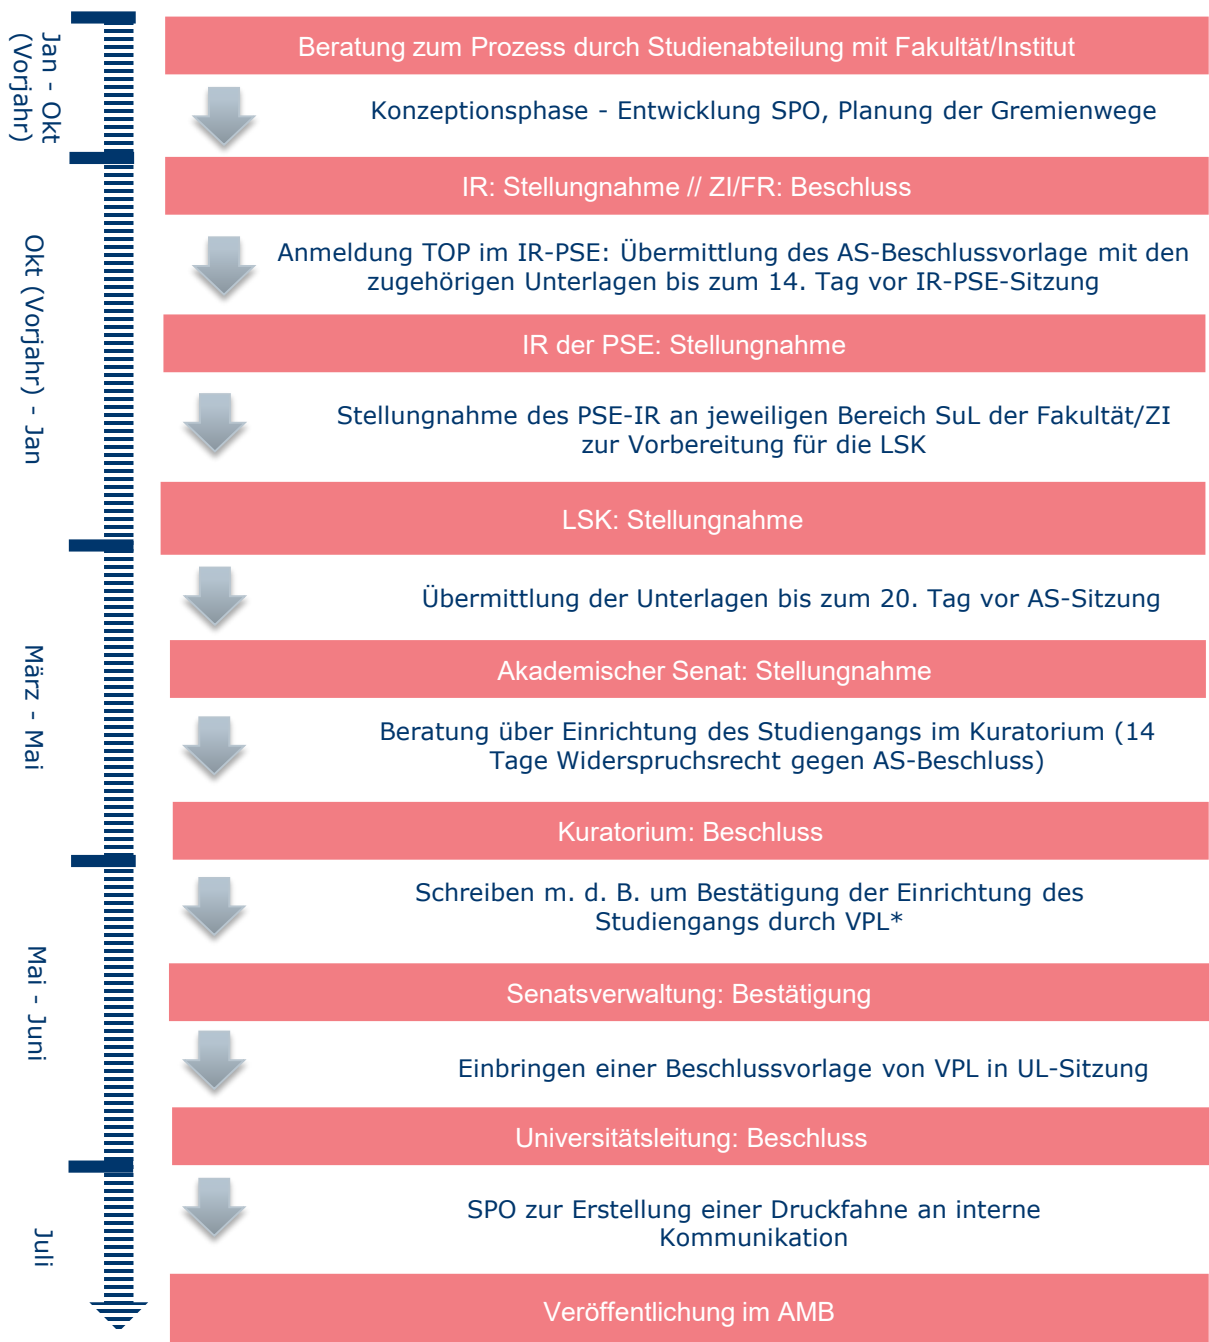 Jan - Okt
(Vorjahr)
Beratung zum Prozess durch Studienabteilung mit Fakultät/Institut
Konzeptionsphase - Entwicklung SPO, Planung der Gremienwege
IR: Stellungnahme // ZI/FR: Beschluss
Okt (Vorjahr) - Jan
Anmeldung TOP im IR-PSE: Übermittlung des AS-Beschlussvorlage mit den
zugehörigen Unterlagen bis zum 14. Tag vor IR-PSE-Sitzung
IR der PSE: Stellungnahme
Stellungnahme des PSE-IR an jeweiligen Bereich SuL der Fakultät/ZI
zur Vorbereitung für die LSK
LSK: Stellungnahme
März - Mai
Übermittlung der Unterlagen bis zum 20. Tag vor AS-Sitzung
Akademischer Senat: Stellungnahme
Beratung über Einrichtung des Studiengangs im Kuratorium (14
Tage Widerspruchsrecht gegen AS-Beschluss)
Kuratorium: Beschluss
Mai - Juni
Schreiben m. d. B. um Bestätigung der Einrichtung des
Studiengangs durch VPL*
Senatsverwaltung: Bestätigung
Einbringen einer Beschlussvorlage von VPL in UL-Sitzung
Universitätsleitung: Beschluss
Juli
SPO zur Erstellung einer Druckfahne an interne
Kommunikation
Veröffentlichung im AMB